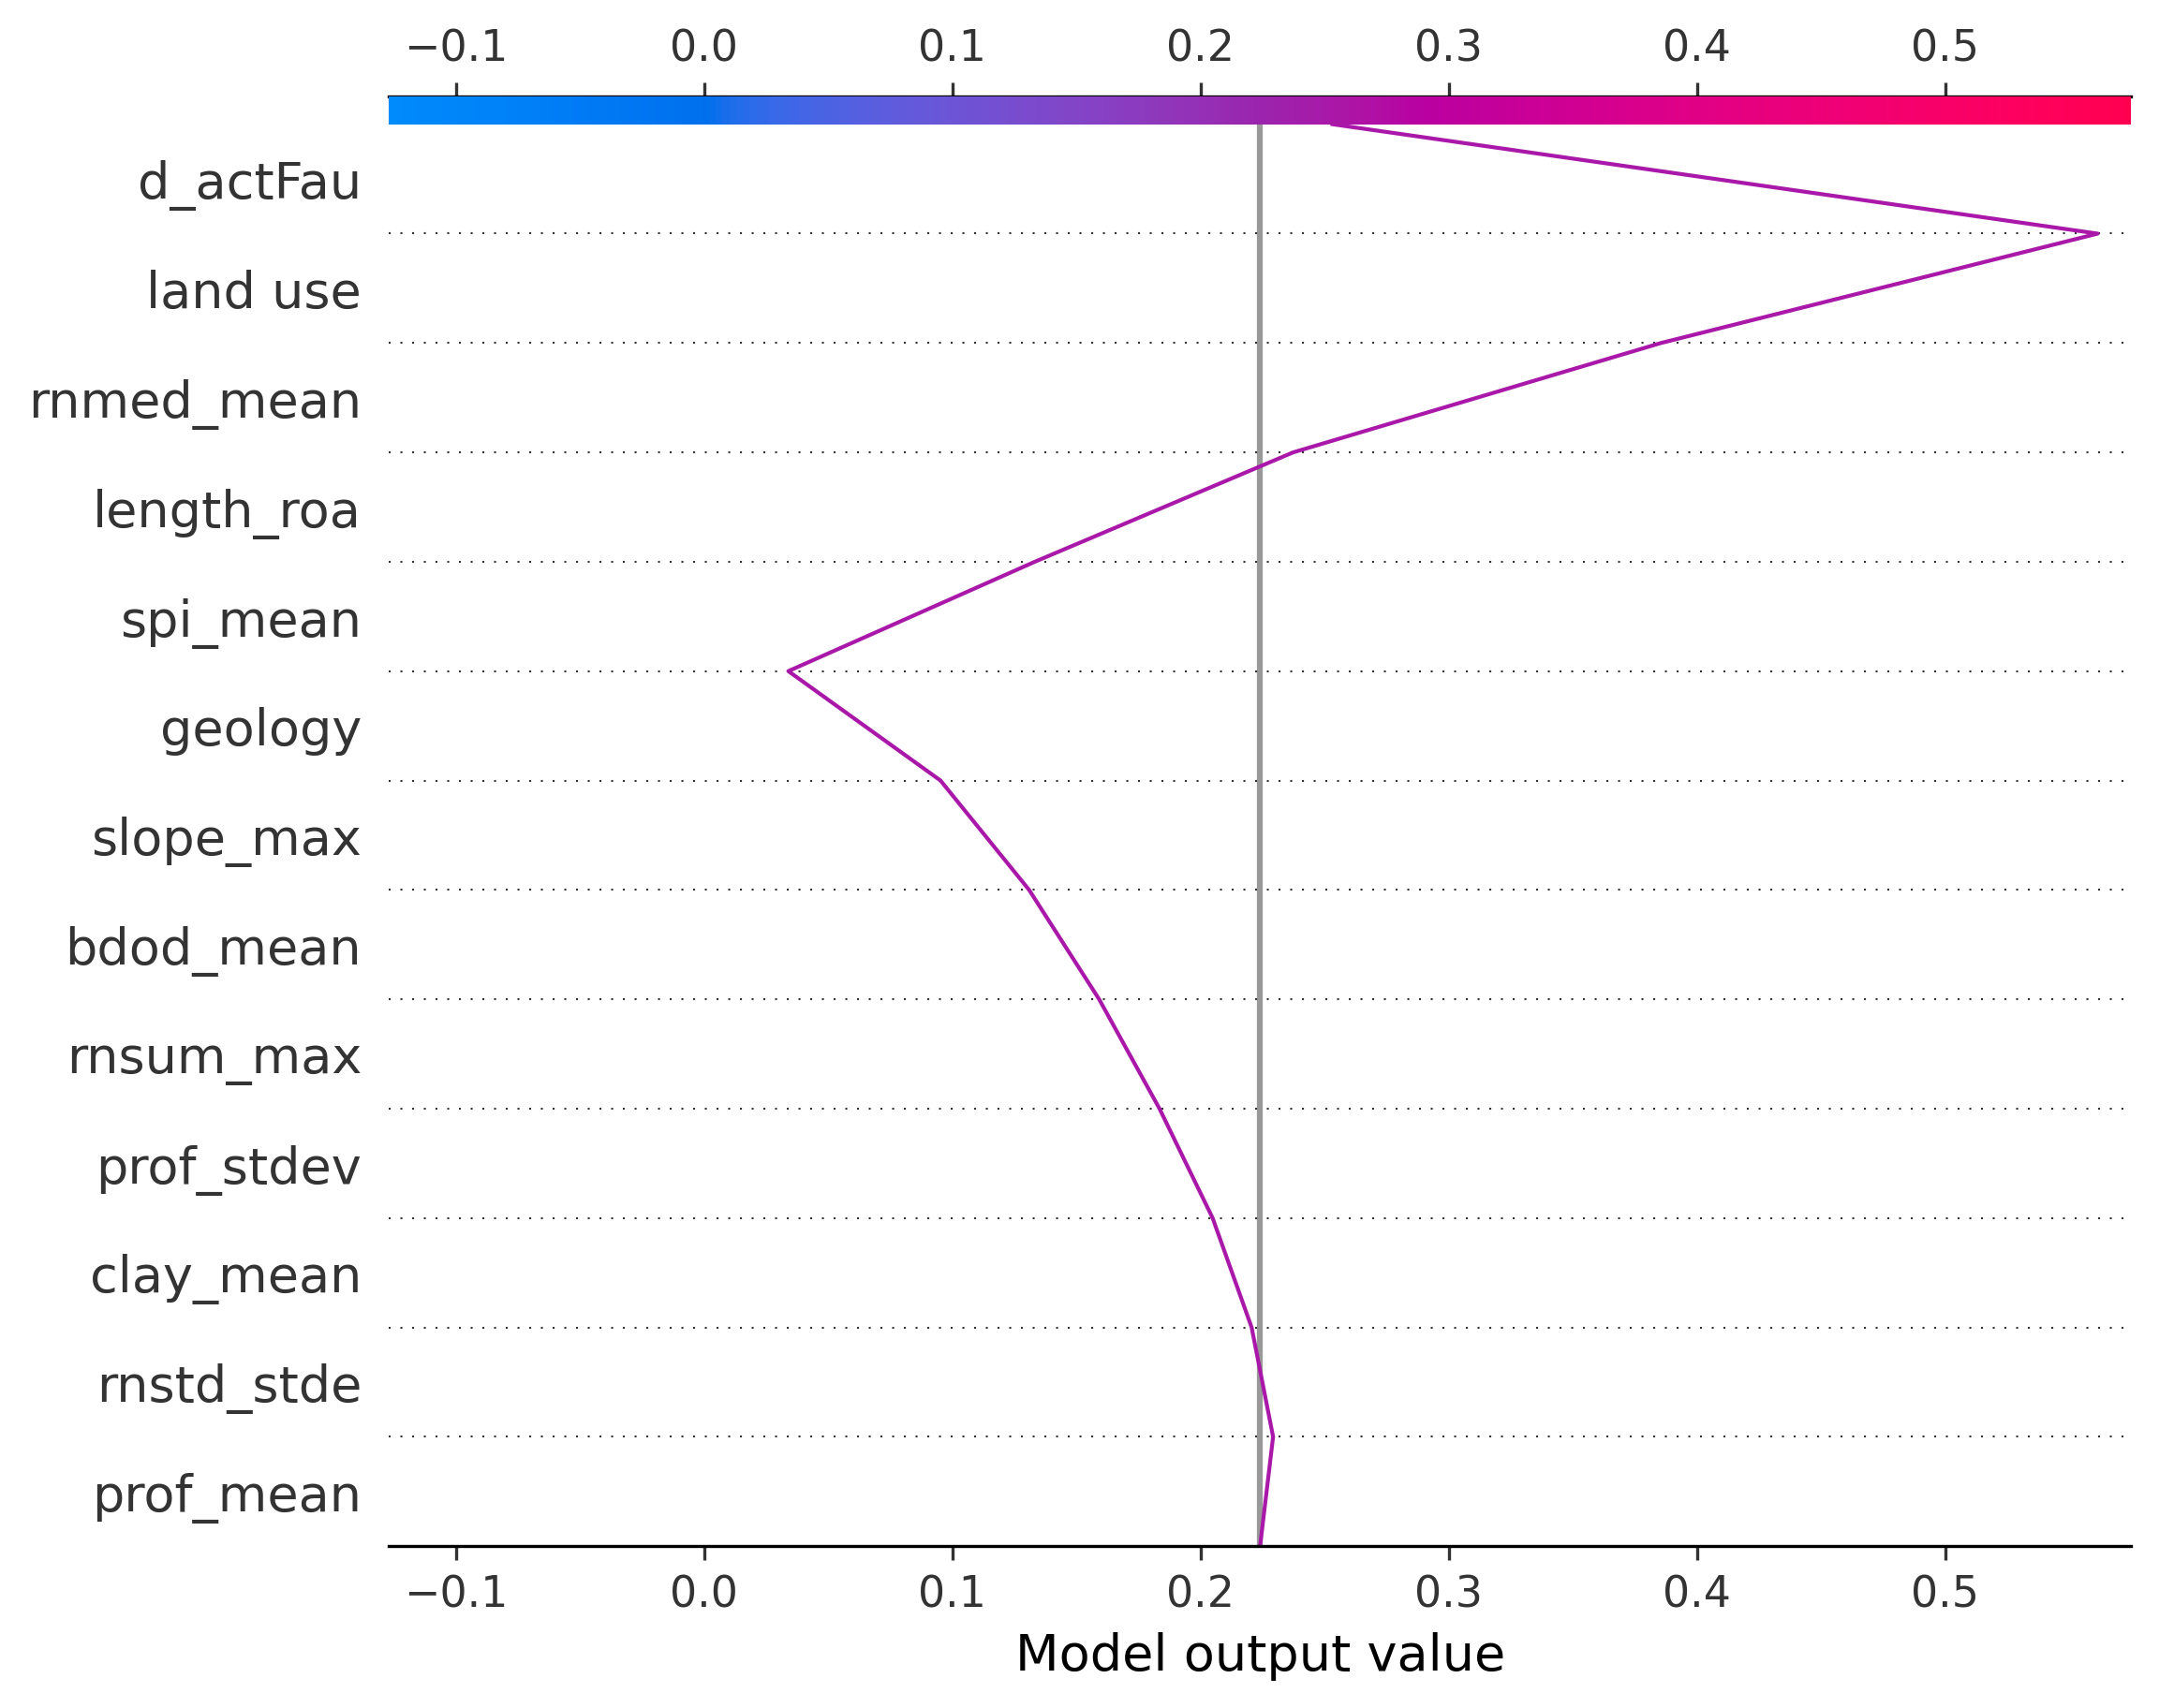 −0.1 0.0 0.1 0.2 0.3 0.4 0.5
d_actFau
land use
rnmed_mean
length_roa
spi_mean
geology
slope_max
bdod_mean
rnsum_max
prof_stdev
clay_mean
rnstd_stde
prof_mean
−0.1 0.0 0.1 0.2 0.3 0.4 0.5
Model output value